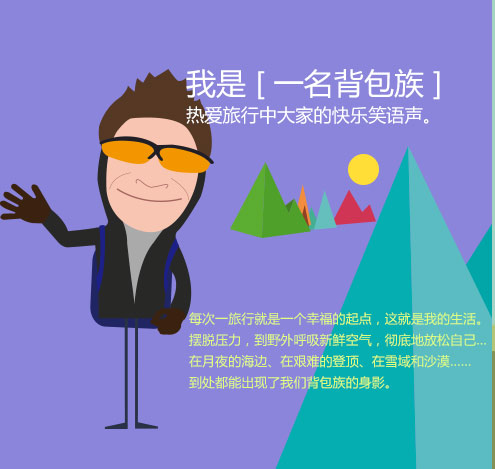 我是 [ 一名背包族 ]
热爱旅行中大家的快乐笑语声。
每次一旅行就是一个幸福的起点，这就是我的生活。
摆脱压力，到野外呼吸新鲜空气，彻底地放松自己...
在月夜的海边、在艰难的登顶、在雪域和沙漠......
到处都能出现了我们背包族的身影。